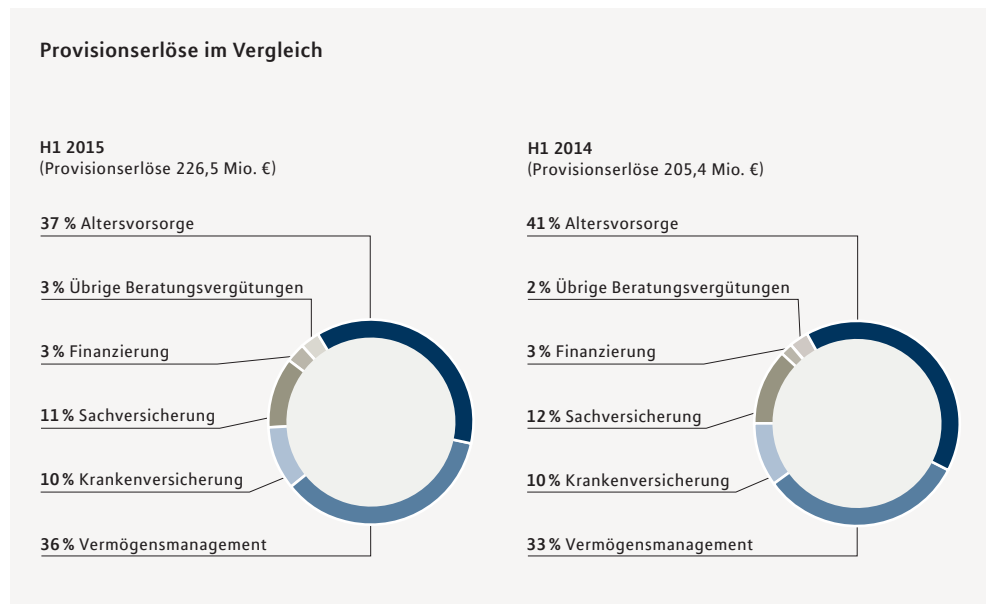 Provisionserlöse im Vergleich
H1 2015
(Provisionserlöse 226,5 Mio. €)
37 % Altersvorsorge
3 % Übrige Beratungsvergütungen
3 % Finanzierung
11 % Sachversicherung
10 % Krankenversicherung
36 % Vermögensmanagement
H1 2014
(Provisionserlöse 205,4 Mio. €)
41 % Altersvorsorge
2 % Übrige Beratungsvergütungen
3 % Finanzierung
12 % Sachversicherung
10 % Krankenversicherung
33 % Vermögensmanagement